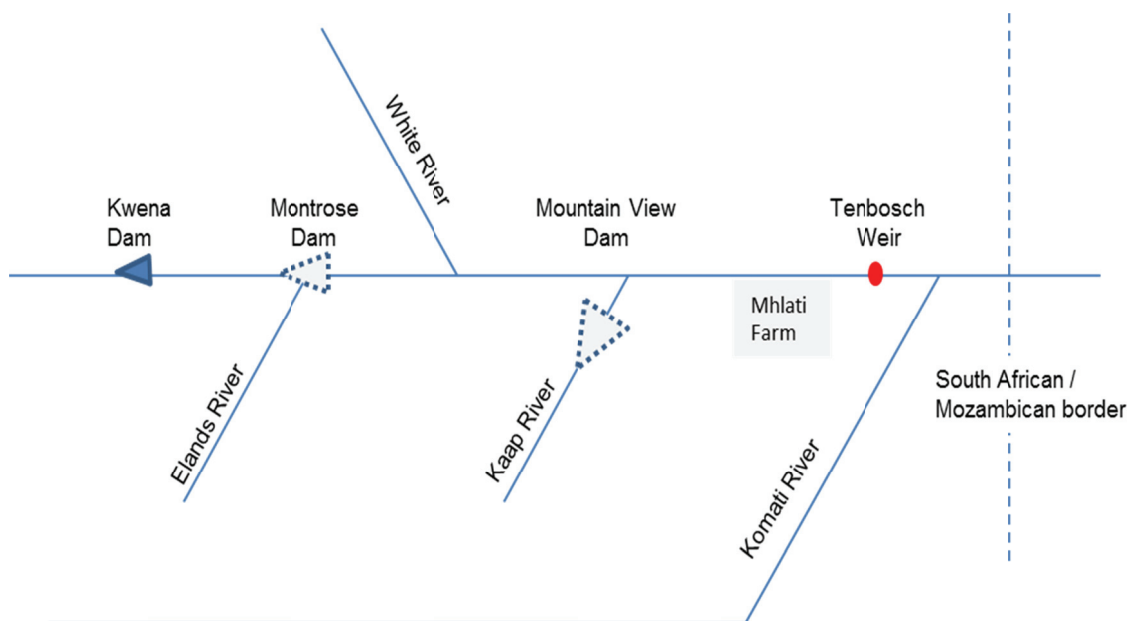 White River
Kwena
Dam
Montrose
Dam
Mountain View
Dam
Tenbosch
Weir
Mhlati
Farm
Elands River
Kaap River
Komati River
South African /
Mozambican border